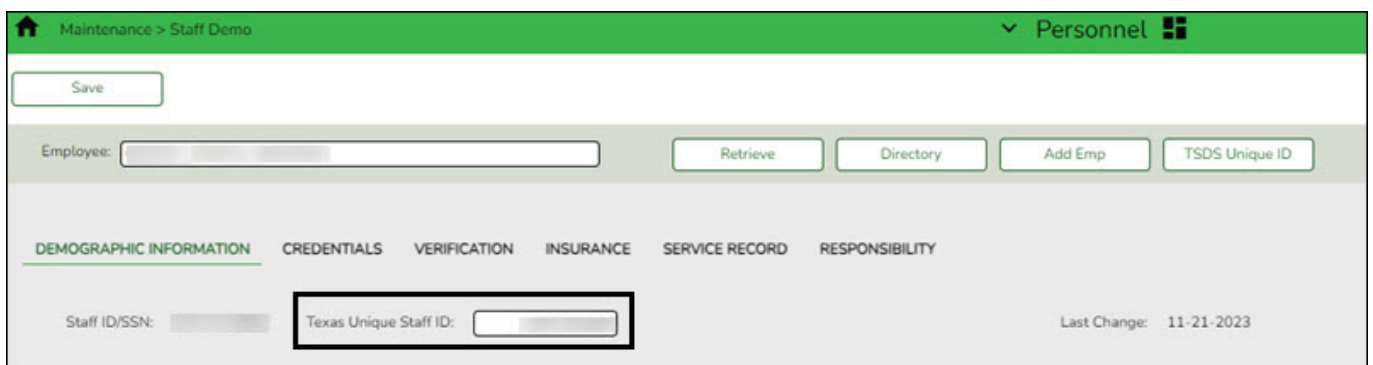 Maintenance > Staff Demo Personnel
Save
Employee: Retrieve Directory Add Emp TSDS Unique ID
DEMOGRAPHIC INFORMATION CREDENTIALS VERIFICATION INSURANCE SERVICE RECORD RESPONSIBILITY
Staff ID/SSN: Texas Unique Staff ID: Last Change: 11-21-2023